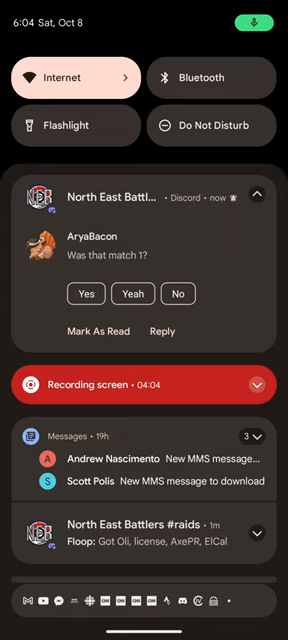 6:04 Sat, Oct 8
Internet
Bluetooth
Flashlight
Do Not Disturb
North East Battl... • Discord • now
AryaBacon
Was that match 1?
Yes Yeah No
Mark As Read Reply
Recording screen • 04:04
Messages • 19h 3
A Andrew Nascimento New MMS message...
S Scott Polis New MMS message to download
North East Battlers #raids • 1m
Floop: Got Oli, license, AxePR, ElCal